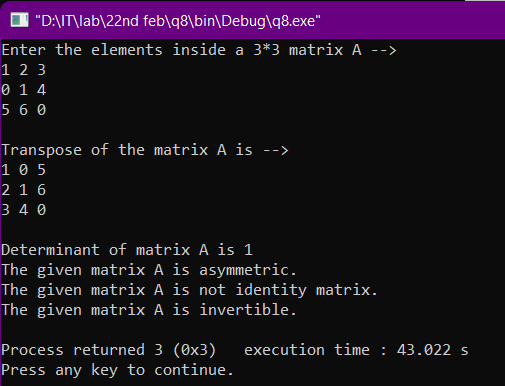 "D:\IT\lab\22nd feb\q8\bin\Debug\q8.exe"
Enter the elements inside a 3*3 matrix A -->
1 2 3
0 1 4
5 6 0
Transpose of the matrix A is -->
1 0 5
2 1 6
3 4 0
Determinant of matrix A is 1
The given matrix A is asymmetric.
The given matrix A is not identity matrix.
The given matrix A is invertible.
Process returned 3 (0x3)   execution time : 43.022 s
Press any key to continue.